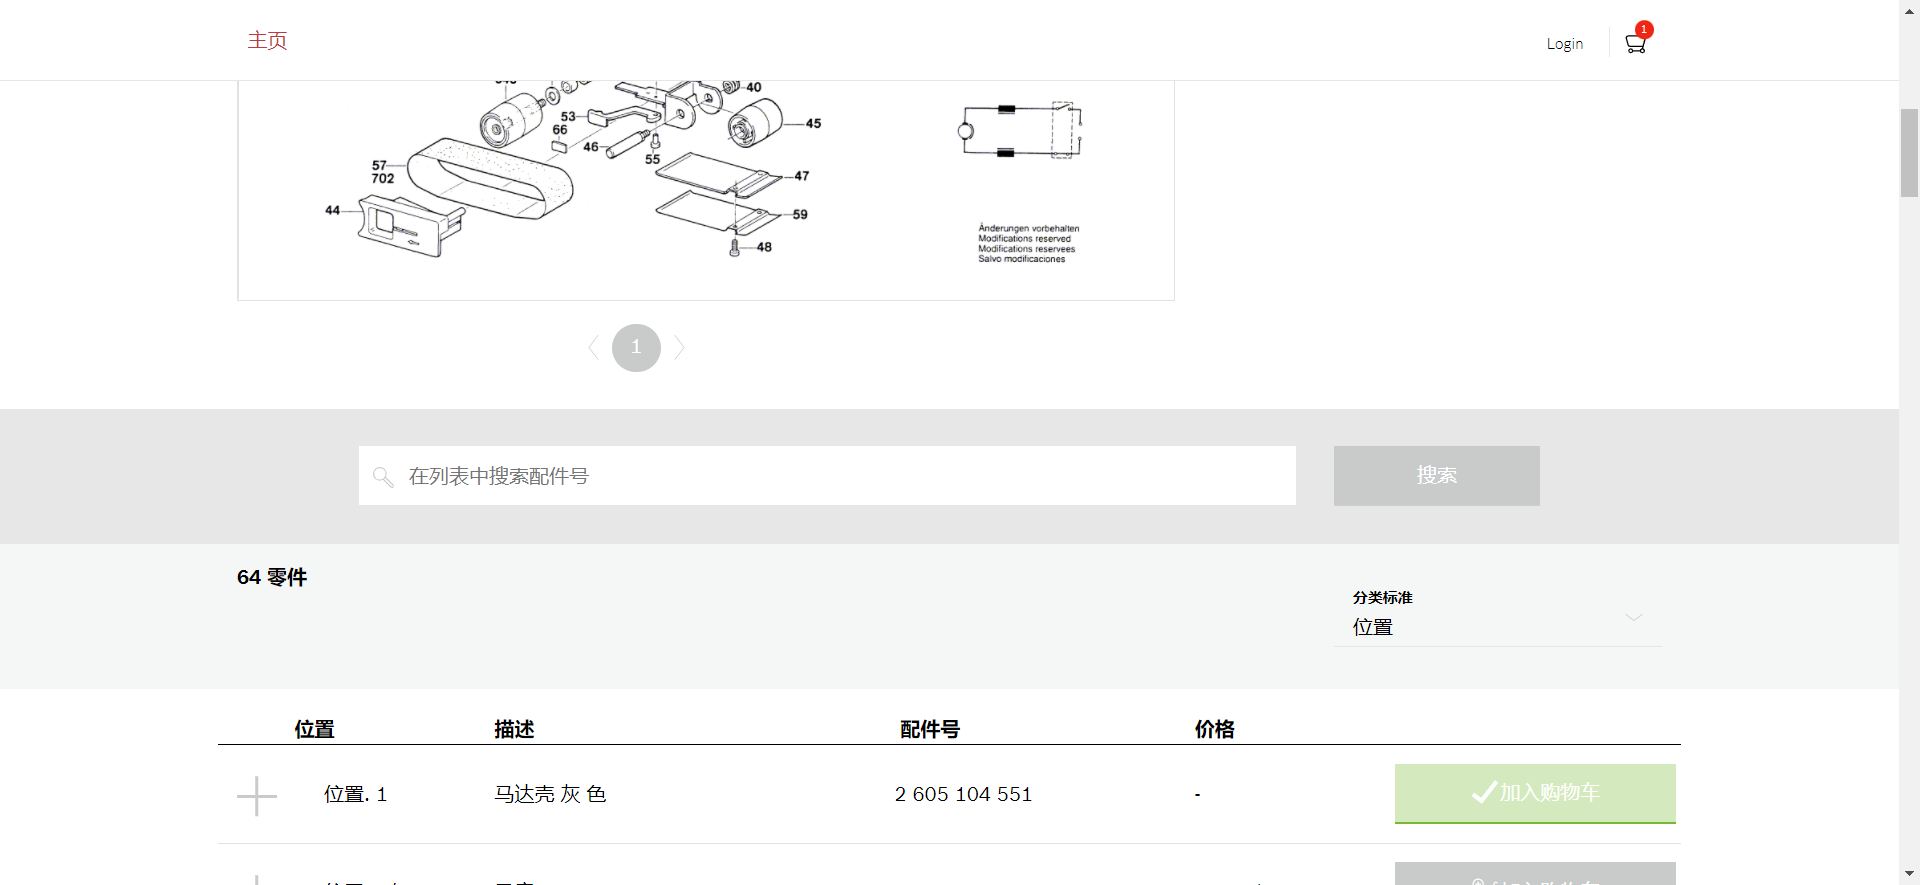 主页
Login
1
40
53
45
66
46
55
57
702
47
44
59
48
Änderungen vorbehalten
Modifications reserved
Modifications reservees
Salvo modificaciones
1
在列表中搜索配件号
搜索
64 零件
分类标准
位置
位置 描述 配件号 价格
位置. 1 马达壳 灰 色 2 605 104 551 - 加入购物车